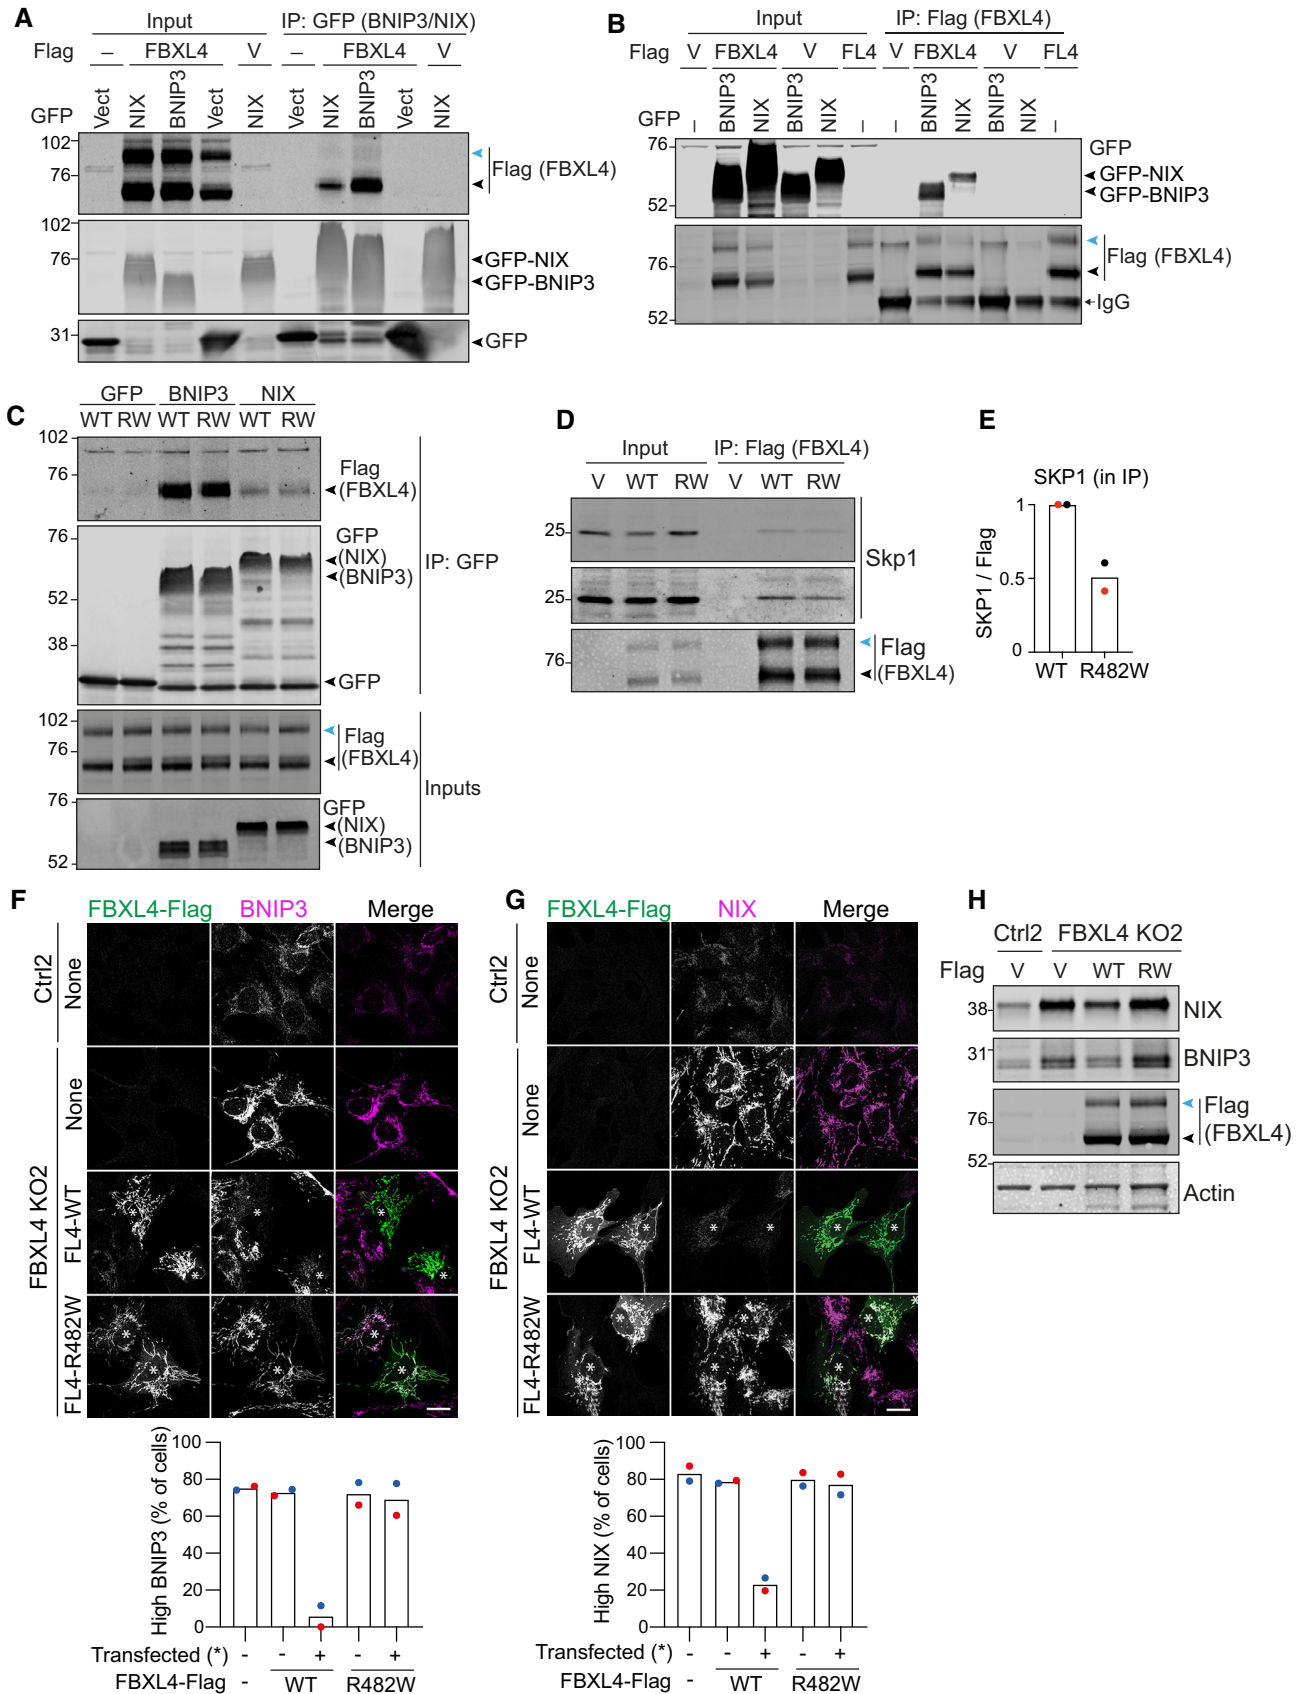 A
Input
IP: GFP (BNIP3/NIX)
Flag
–
FBXL4
V
–
FBXL4
V
GFP
Vect
NIX
BNIP3
Vect
NIX
Vect
NIX
BNIP3
Vect
NIX
102
76
Flag (FBXL4)
102
76
GFP-NIX
GFP-BNIP3
31
GFP
B
Input
IP: Flag (FBXL4)
Flag
V
FBXL4
V
FL4
V
FBXL4
V
FL4
GFP
–
BNIP3
NIX
BNIP3
NIX
–
–
BNIP3
NIX
BNIP3
NIX
–
76
52
GFP
GFP-NIX
GFP-BNIP3
76
52
Flag (FBXL4)
IgG
C
GFP
BNIP3
NIX
WT RW WT RW WT RW
102
76
Flag
(FBXL4)
76
52
38
GFP
(NIX)
(BNIP3)
GFP
IP: GFP
102
76
Flag
(FBXL4)
76
52
GFP
(NIX)
(BNIP3)
Inputs
D
Input
IP: Flag (FBXL4)
V WT RW V WT RW
25
25
Skp1
76
Flag
(FBXL4)
E
SKP1 (in IP)
SKP1 / Flag
1
0.5
0
WT
R482W
F
FBXL4-Flag
BNIP3
Merge
Ctrl2
None
FBXL4 KO2
None
FL4-WT
FL4-R482W
* * * *
* * * * * *
High BNIP3 (% of cells)
100
80
60
40
20
0
Transfected (*)
- - + - +
FBXL4-Flag
- WT R482W
G
FBXL4-Flag
NIX
Merge
Ctrl2
None
FBXL4 KO2
None
FL4-WT
FL4-R482W
* * * * * *
* * * * * * *
High NIX (% of cells)
100
80
60
40
20
0
Transfected (*)
- - + - +
FBXL4-Flag
- WT R482W
H
Ctrl2
FBXL4 KO2
Flag
V V WT RW
38
NIX
31
BNIP3
76
52
Flag
(FBXL4)
Actin